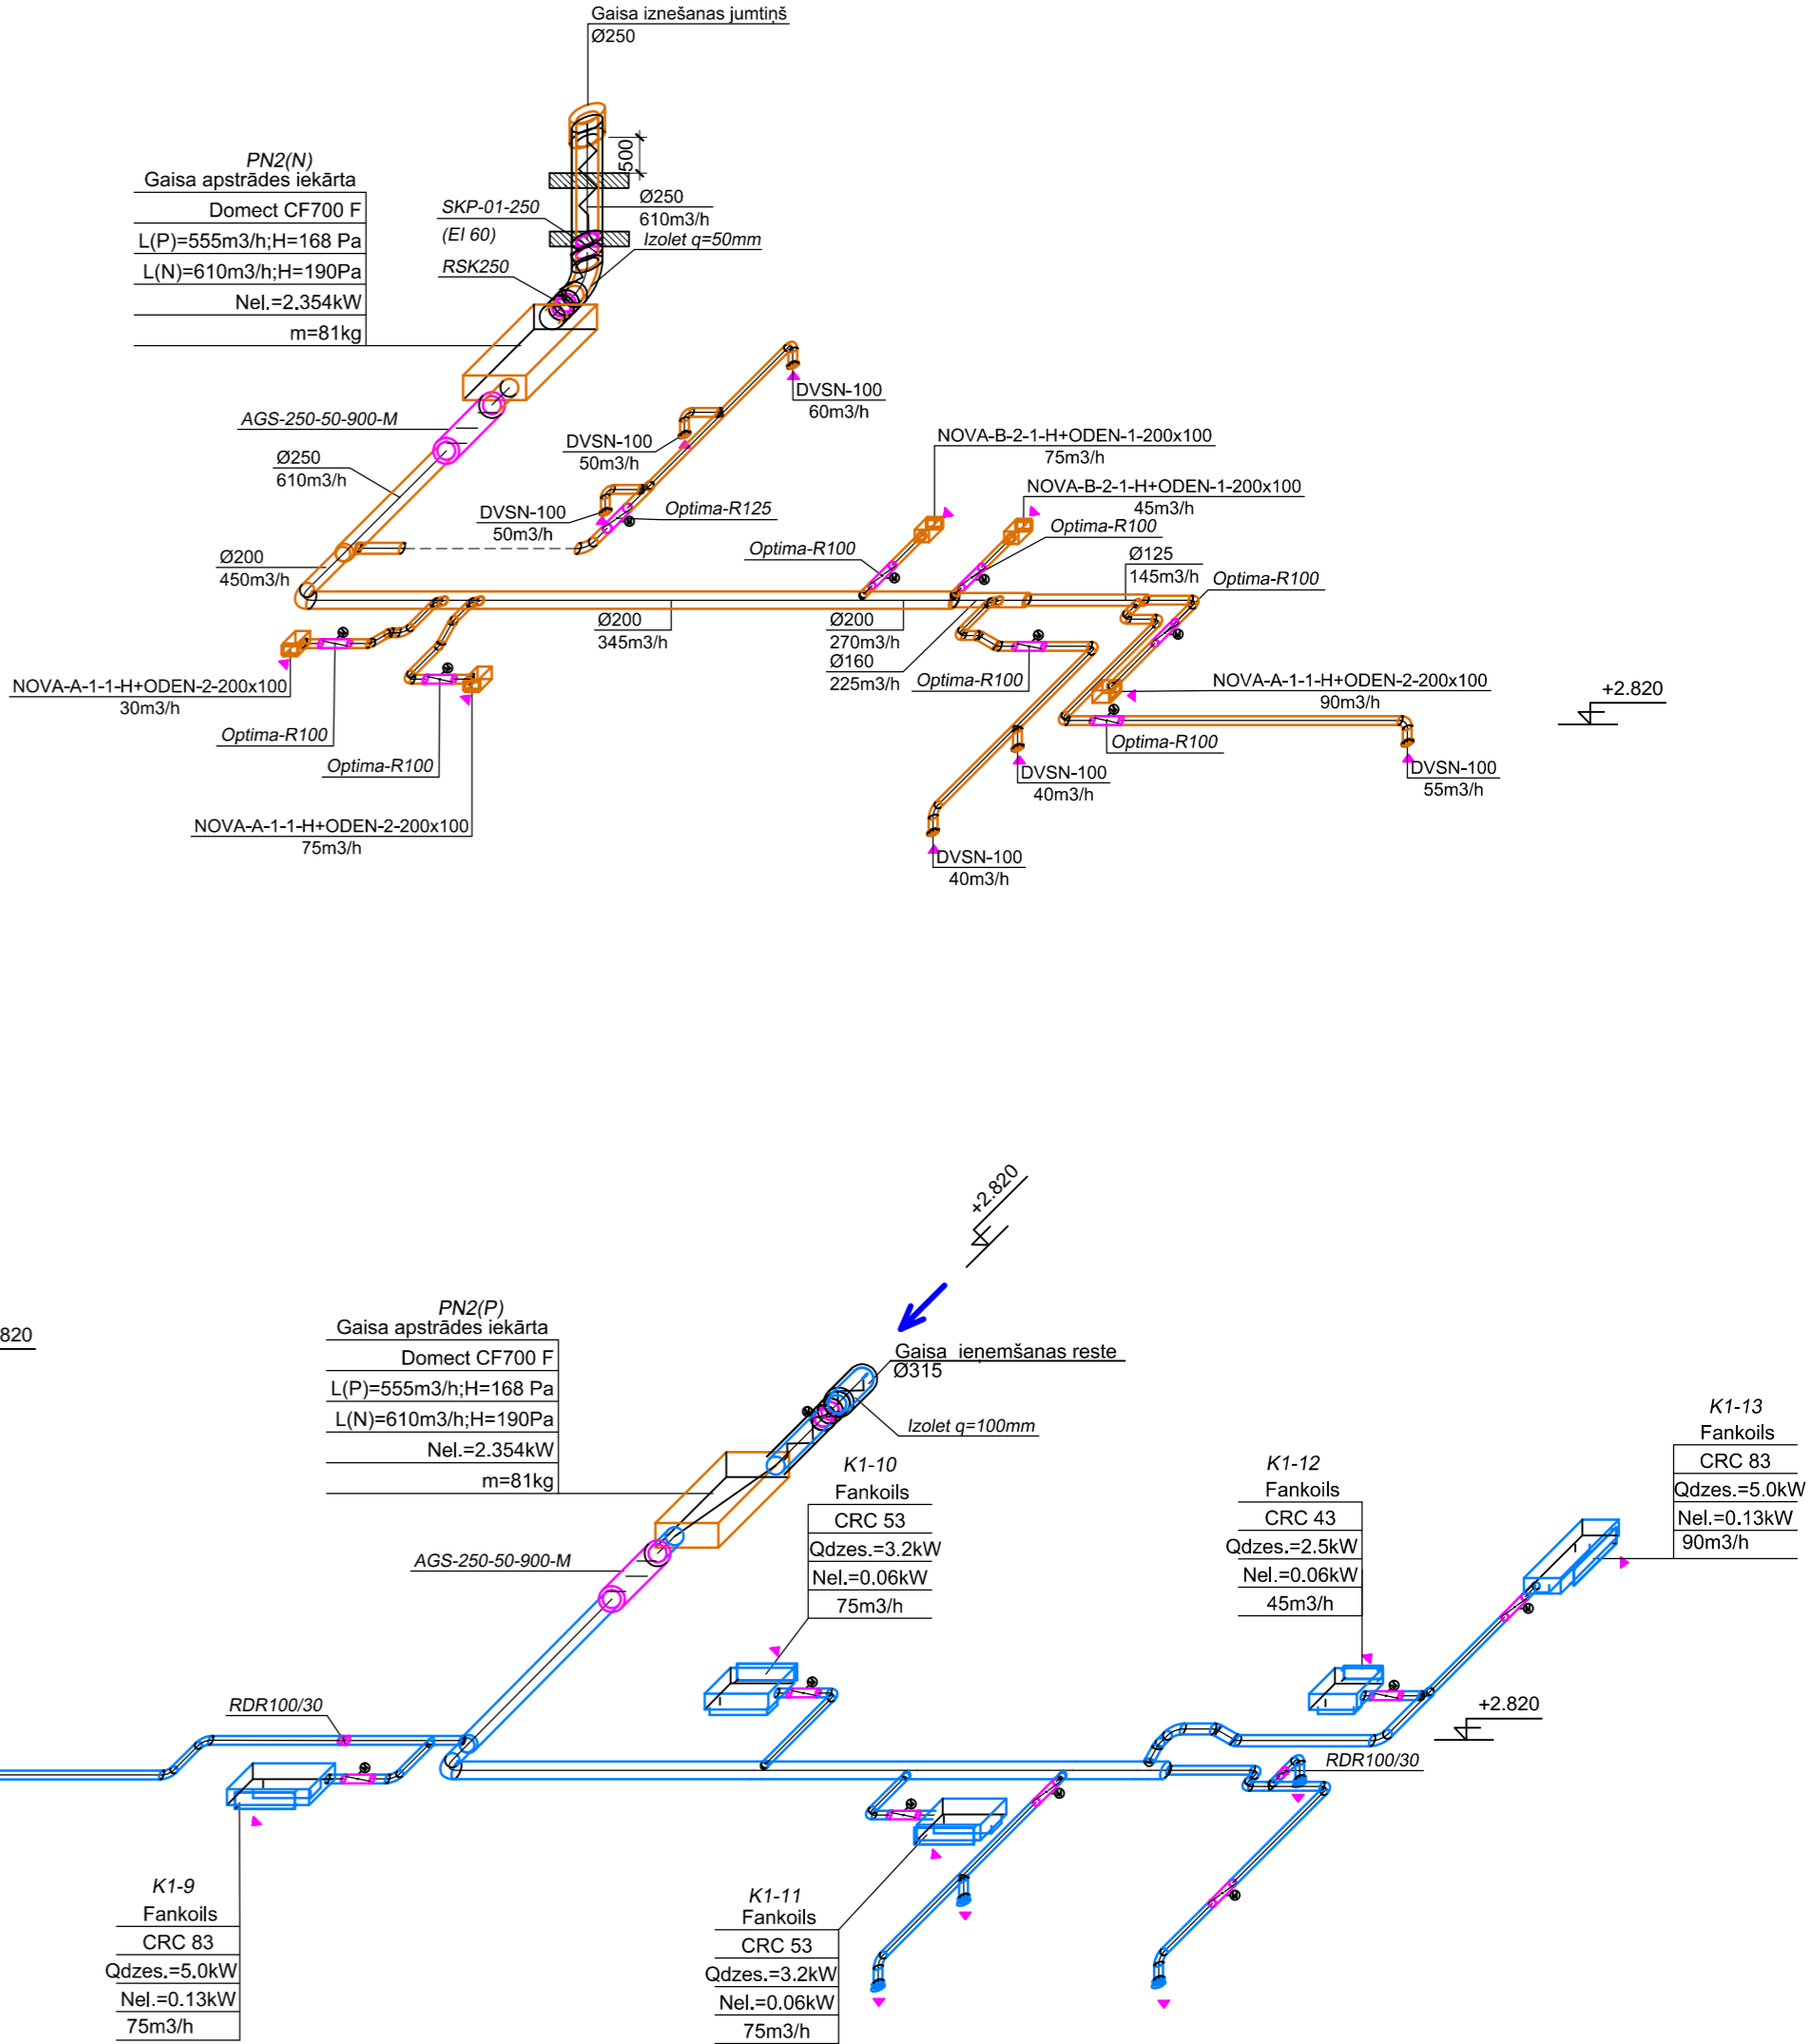 Gaisa iznešanas jumtiņš
Ø250
500
PN2(N)
Gaisa apstrādes iekārta
Domect CF700 F
L(P)=555m3/h;H=168 Pa
L(N)=610m3/h;H=190Pa
Nel.=2.354kW
m=81kg
SKP-01-250
(EI 60)
RSK250
Ø250
610m3/h
Izolet q=50mm
AGS-250-50-900-M
Ø250
610m3/h
DVSN-100
60m3/h
DVSN-100
50m3/h
DVSN-100
50m3/h
Optima-R125
NOVA-B-2-1-H+ODEN-1-200x100
75m3/h
NOVA-B-2-1-H+ODEN-1-200x100
45m3/h
Optima-R100
Optima-R100
Ø125
145m3/h
Optima-R100
Ø200
450m3/h
Ø200
345m3/h
Ø200
270m3/h
Ø160
225m3/h
Optima-R100
NOVA-A-1-1-H+ODEN-2-200x100
30m3/h
Optima-R100
Optima-R100
NOVA-A-1-1-H+ODEN-2-200x100
75m3/h
NOVA-A-1-1-H+ODEN-2-200x100
90m3/h
+2.820
Optima-R100
DVSN-100
40m3/h
DVSN-100
55m3/h
DVSN-100
40m3/h
+2.820
820
PN2(P)
Gaisa apstrādes iekārta
Domect CF700 F
L(P)=555m3/h;H=168 Pa
L(N)=610m3/h;H=190Pa
Nel.=2.354kW
m=81kg
Gaisa ieņemšanas reste
Ø315
Izolet q=100mm
AGS-250-50-900-M
K1-10
Fankoils
CRC 53
Qdzes.=3.2kW
Nel.=0.06kW
75m3/h
K1-12
Fankoils
CRC 43
Qdzes.=2.5kW
Nel.=0.06kW
45m3/h
K1-13
Fankoils
CRC 83
Qdzes.=5.0kW
Nel.=0.13kW
90m3/h
RDR100/30
+2.820
RDR100/30
K1-9
Fankoils
CRC 83
Qdzes.=5.0kW
Nel.=0.13kW
75m3/h
K1-11
Fankoils
CRC 53
Qdzes.=3.2kW
Nel.=0.06kW
75m3/h